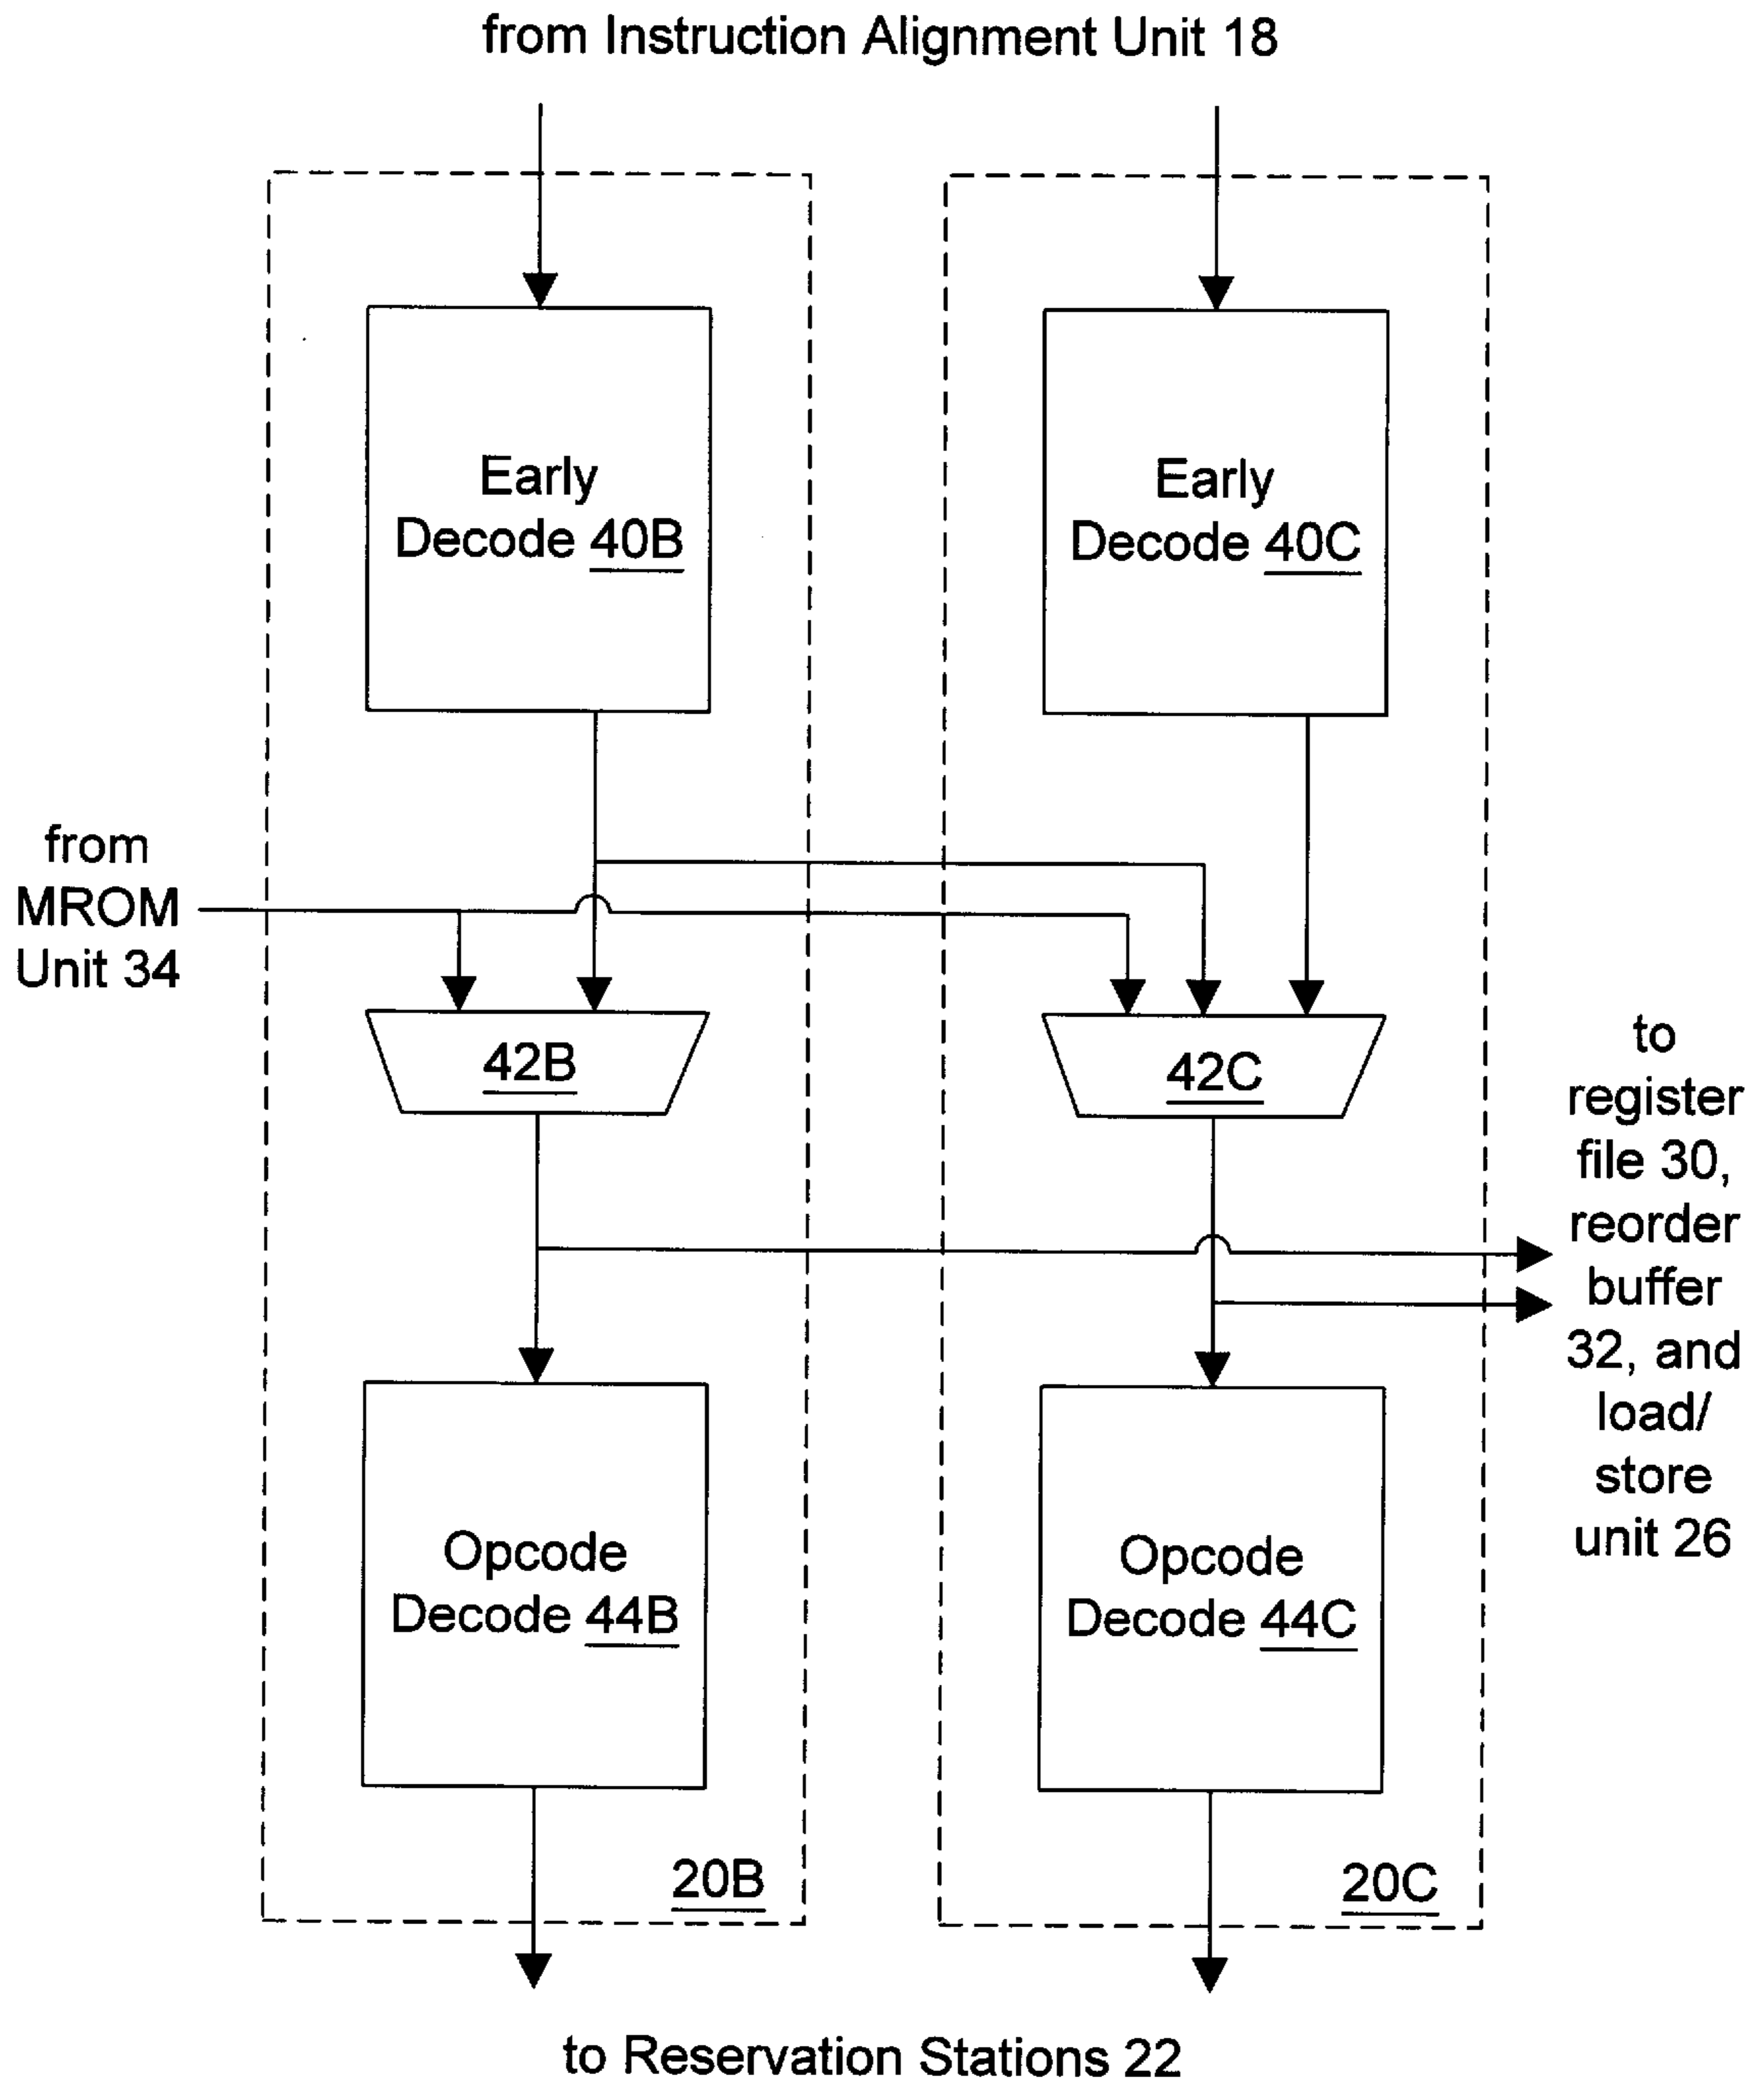 from Instruction Alignment Unit 18
Early
Decode 40B
Early
Decode 40C
from
MROM
Unit 34
42B
42C
to
register
file 30,
reorder
buffer
32, and
load/
store
unit 26
Opcode
Decode 44B
Opcode
Decode 44C
20B
20C
to Reservation Stations 22